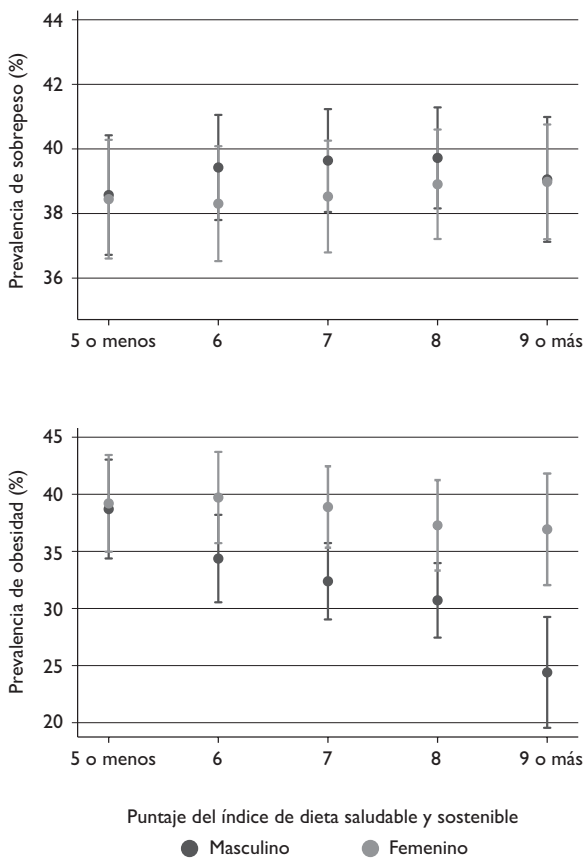 Prevalencia de sobrepeso (%)
44
42
40
38
36
5 o menos 6 7 8 9 o más
Prevalencia de obesidad (%)
45
40
35
30
25
20
5 o menos 6 7 8 9 o más
Puntaje del índice de dieta saludable y sostenible
Masculino Femenino